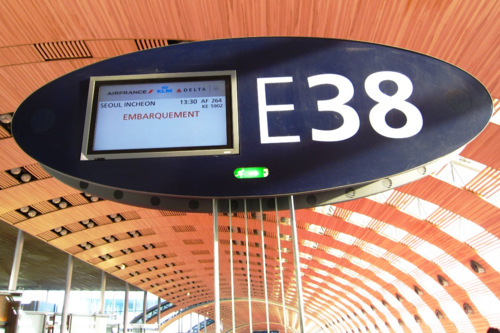 AIRFRANCE KLM DELTA
SEOUL INCHEON 13:30 AF 264
KE 5902
EMBARQUEMENT
E38